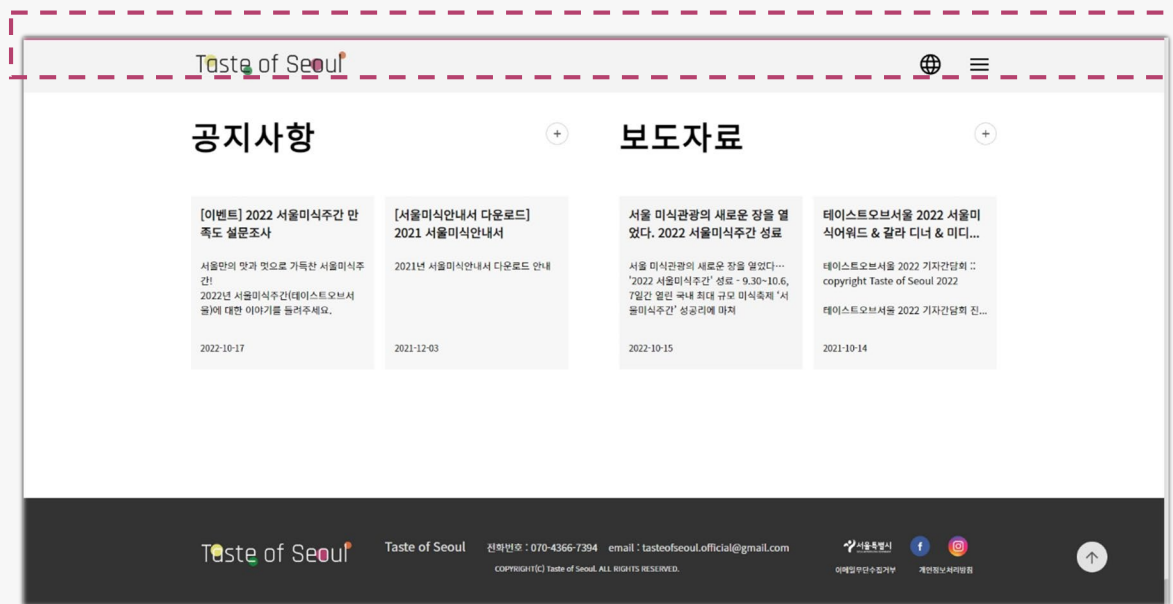 Taste of Seoul
공지사항
+
보도자료
+
[이벤트] 2022 서울미식주간 만
족도 설문조사
서울만의 맛과 멋으로 가득찬 서울미식주
간!
2022년 서울미식주간(테이스트오브서
울)에 대한 이야기를 들려주세요.
2022-10-17
[서울미식안내서 다운로드]
2021 서울미식안내서
2021년 서울미식안내서 다운로드 안내
2021-12-03
서울 미식관광의 새로운 장을 열
었다. 2022 서울미식주간 성료
서울 미식관광의 새로운 장을 열었다…
'2022 서울미식주간' 성료 - 9.30~10.6,
7일간 열린 국내 최대 규모 미식축제 '서
울미식주간' 성공리에 마쳐
2022-10-15
테이스트오브서울 2022 서울미
식어워드 & 갈라 디너 & 미디...
테이스트오브서울 2022 기자간담회 ::
copyright Taste of Seoul 2022
테이스트오브서울 2022 기자간담회 진...
2021-10-14
Taste of Seoul
Taste of Seoul 전화번호 : 070-4366-7394 email : tasteofseoul.official@gmail.com
COPYRIGHT(C) Taste of Seoul. ALL RIGHTS RESERVED.
서울특별시
이메일무단수집거부 개인정보처리방침